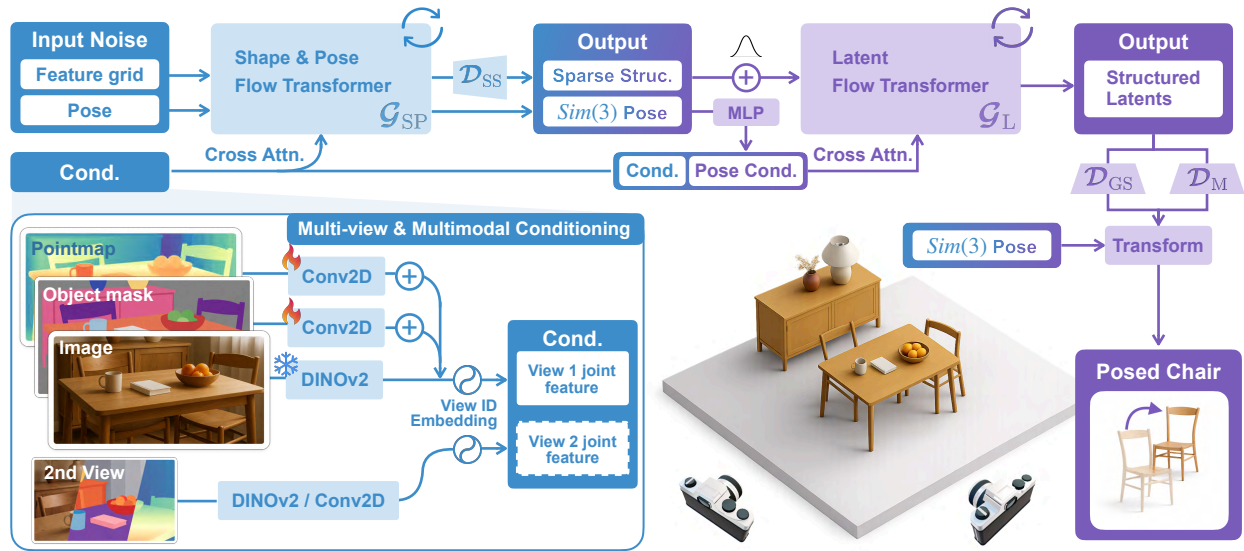 Input Noise
Feature grid
Pose
Shape & Pose
Flow Transformer
𝓖SP
𝓓SS
Output
Sparse Struc.
Sim(3) Pose
MLP
Latent
Flow Transformer
𝓖L
Output
Structured
Latents
Cond.
Cross Attn.
Cond.
Pose Cond.
Cross Attn.
𝓓GS
𝓓M
Sim(3) Pose
Transform
Multi-view & Multimodal Conditioning
Pointmap
Conv2D
Object mask
Conv2D
Image
DINOv2
View ID
Embedding
Cond.
View 1 joint
feature
View 2 joint
feature
2nd View
DINOv2 / Conv2D
Posed Chair